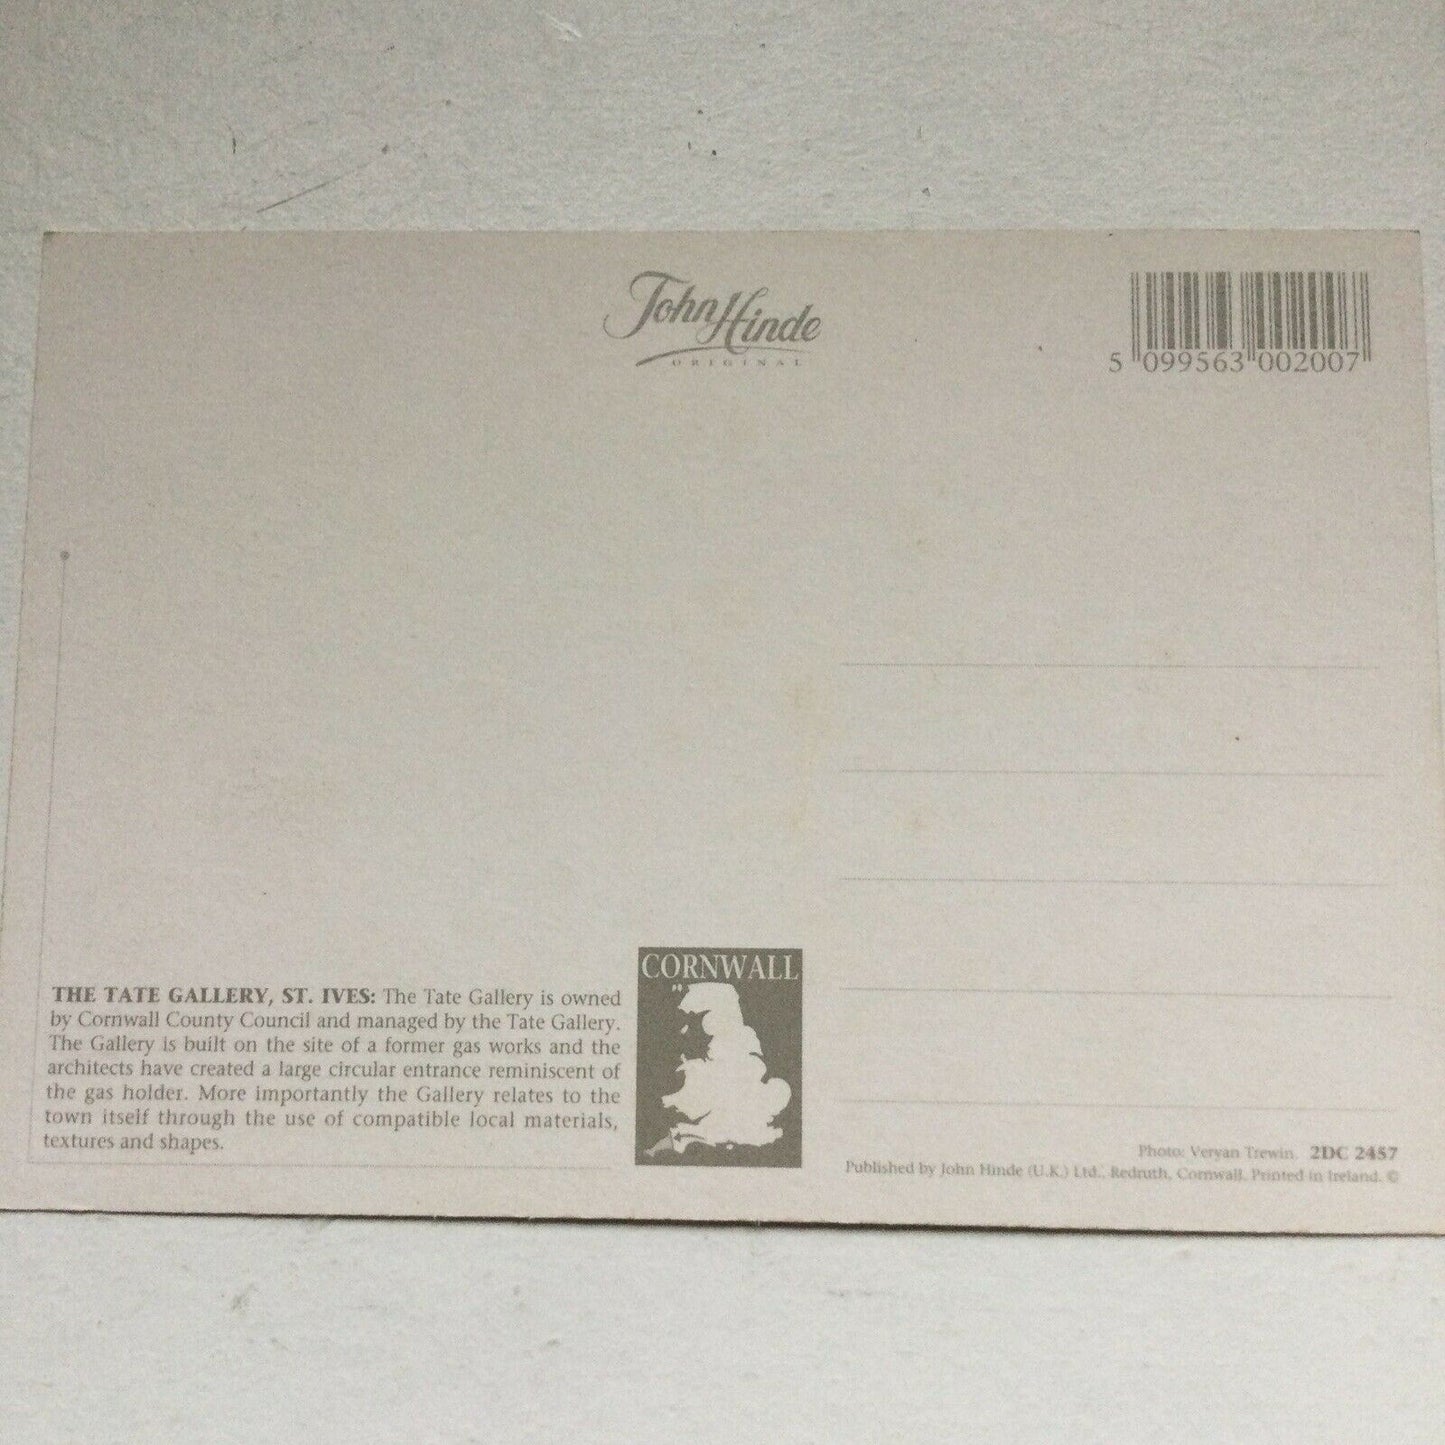 John Hinde
ORIGINAL
5 099563 002007
THE TATE GALLERY, ST. IVES: The Tate Gallery is owned
by Cornwall County Council and managed by the Tate Gallery.
The Gallery is built on the site of a former gas works and the
architects have created a large circular entrance reminiscent of
the gas holder. More importantly the Gallery relates to the
town itself through the use of compatible local materials,
textures and shapes.
CORNWALL
Photo: Veryan Trewin. 2DC 2457
Published by John Hinde (U.K.) Ltd., Redruth, Cornwall. Printed in Ireland. ©